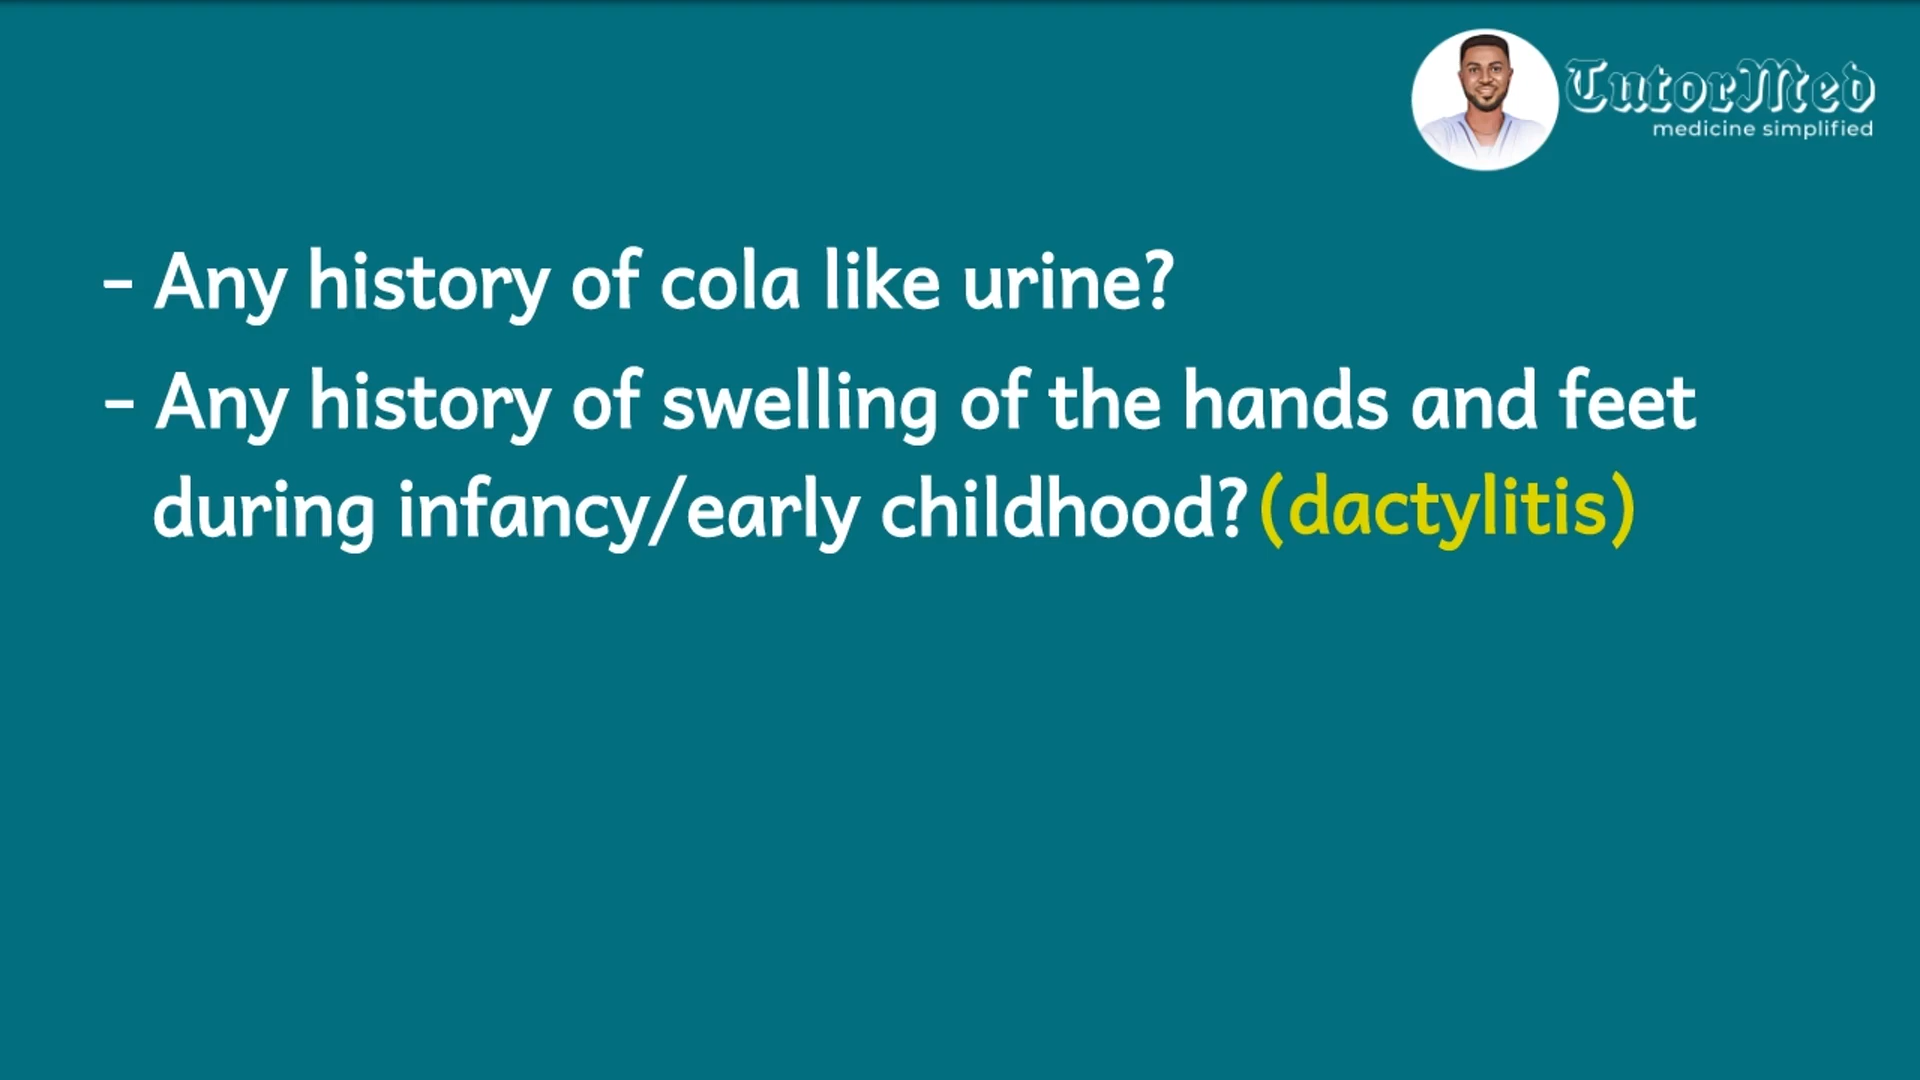 TutorMed
medicine simplified
- Any history of cola like urine?
- Any history of swelling of the hands and feet
during infancy/early childhood? (dactylitis)